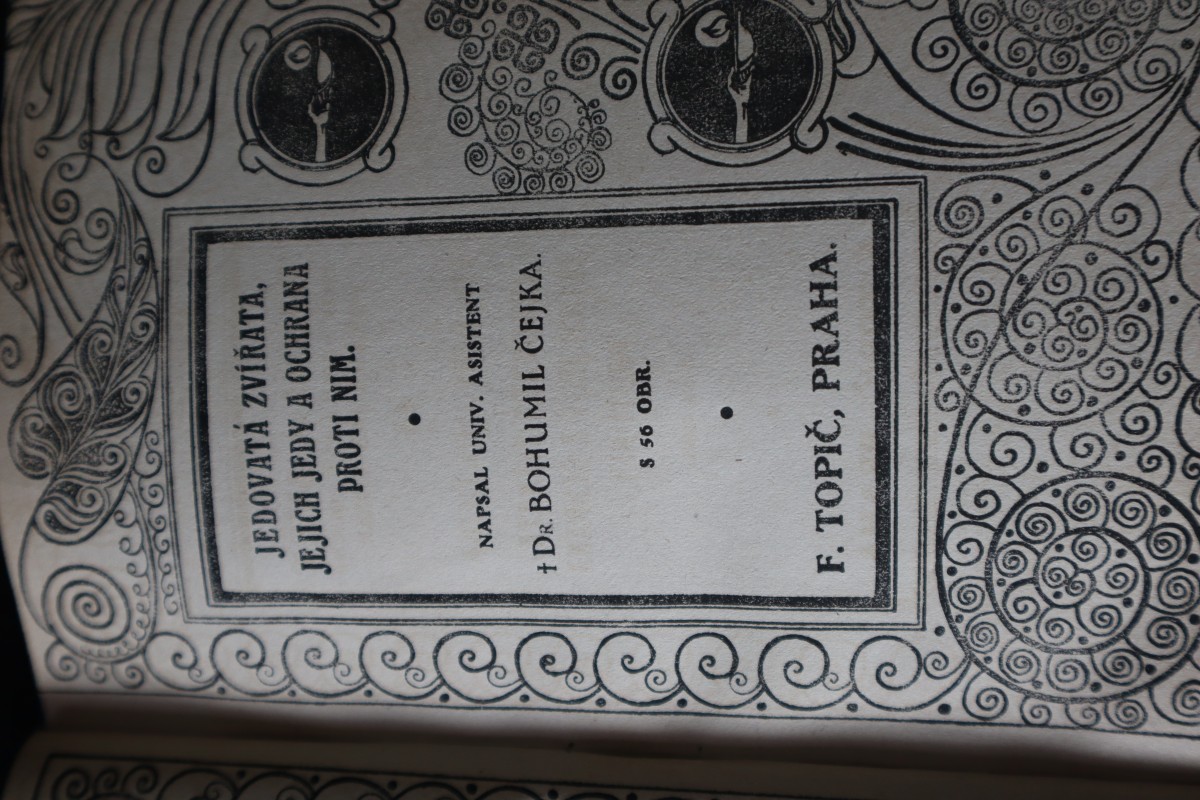 JEDOVATÁ ZVÍŘATA,
JEJICH JEDY A OCHRANA
PROTI NIM.
NAPSAL UNIV. ASISTENT
† DR. BOHUMIL ČEJKA.
S 56 OBR.
F. TOPIČ, PRAHA.